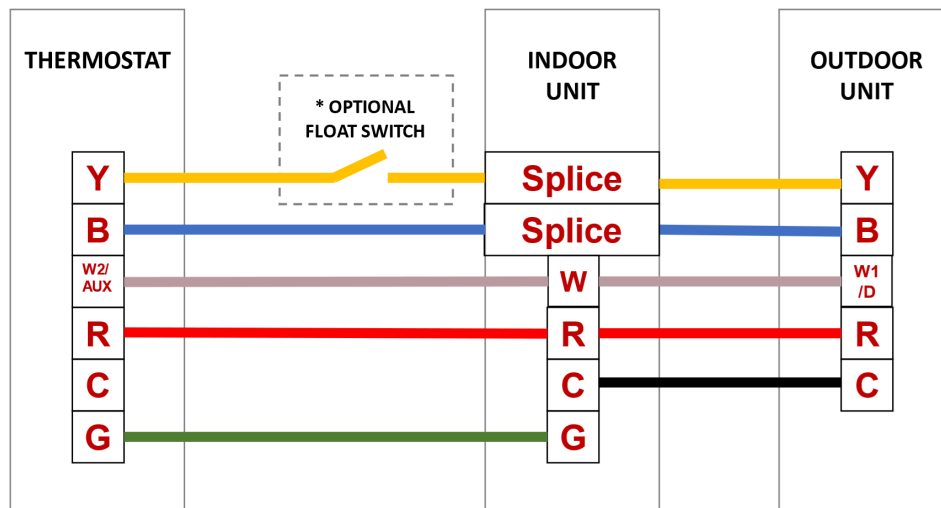 THERMOSTAT
INDOOR
UNIT
OUTDOOR
UNIT
* OPTIONAL
FLOAT SWITCH
Y
Splice
Y
B
Splice
B
W2/
AUX
W
W1
/D
R
R
R
C
C
C
G
G